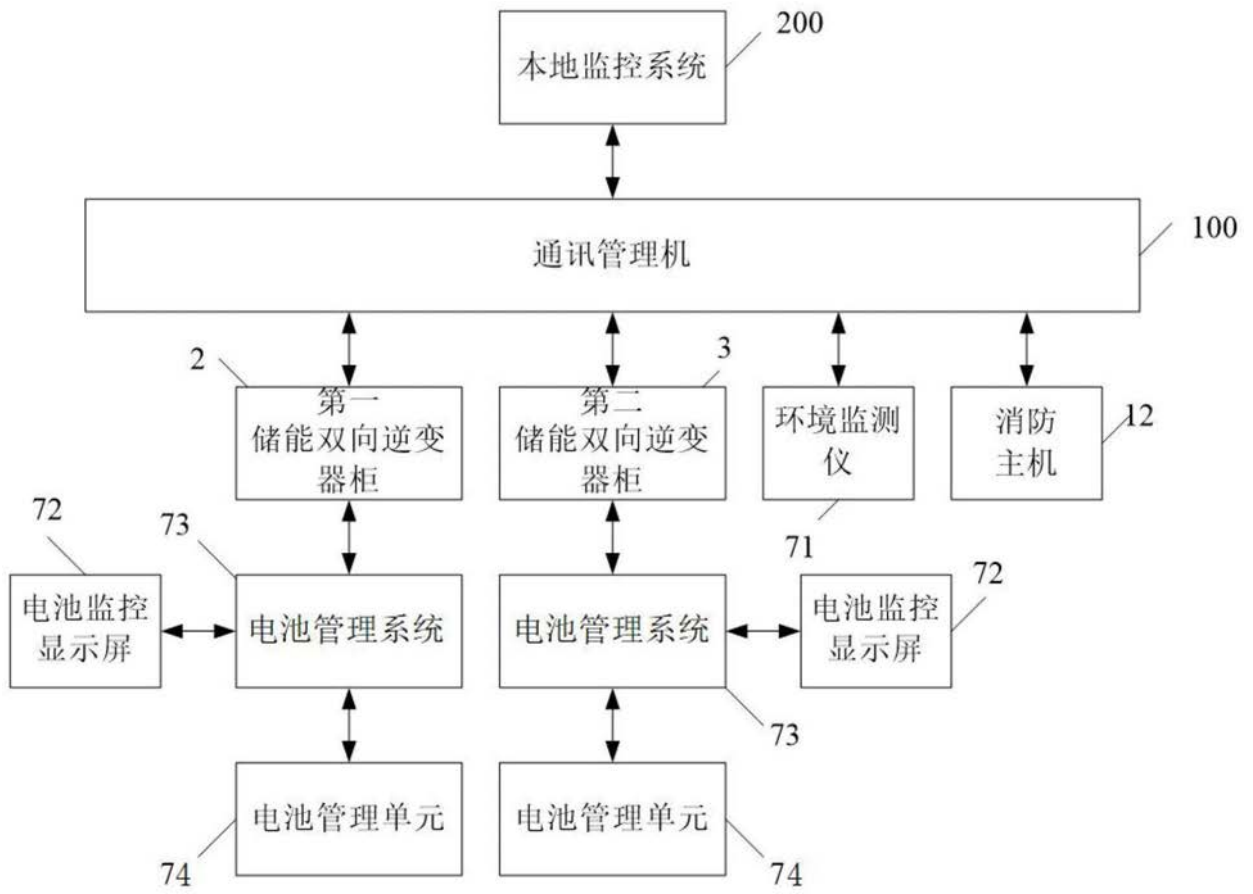 200
本地监控系统
100
通讯管理机
2
3
第一
储能双向逆变
器柜
第二
储能双向逆变
器柜
环境监测
仪
消防
主机
12
72
73
71
72
电池监控
显示屏
电池管理系统
电池管理系统
电池监控
显示屏
73
电池管理单元
电池管理单元
74
74